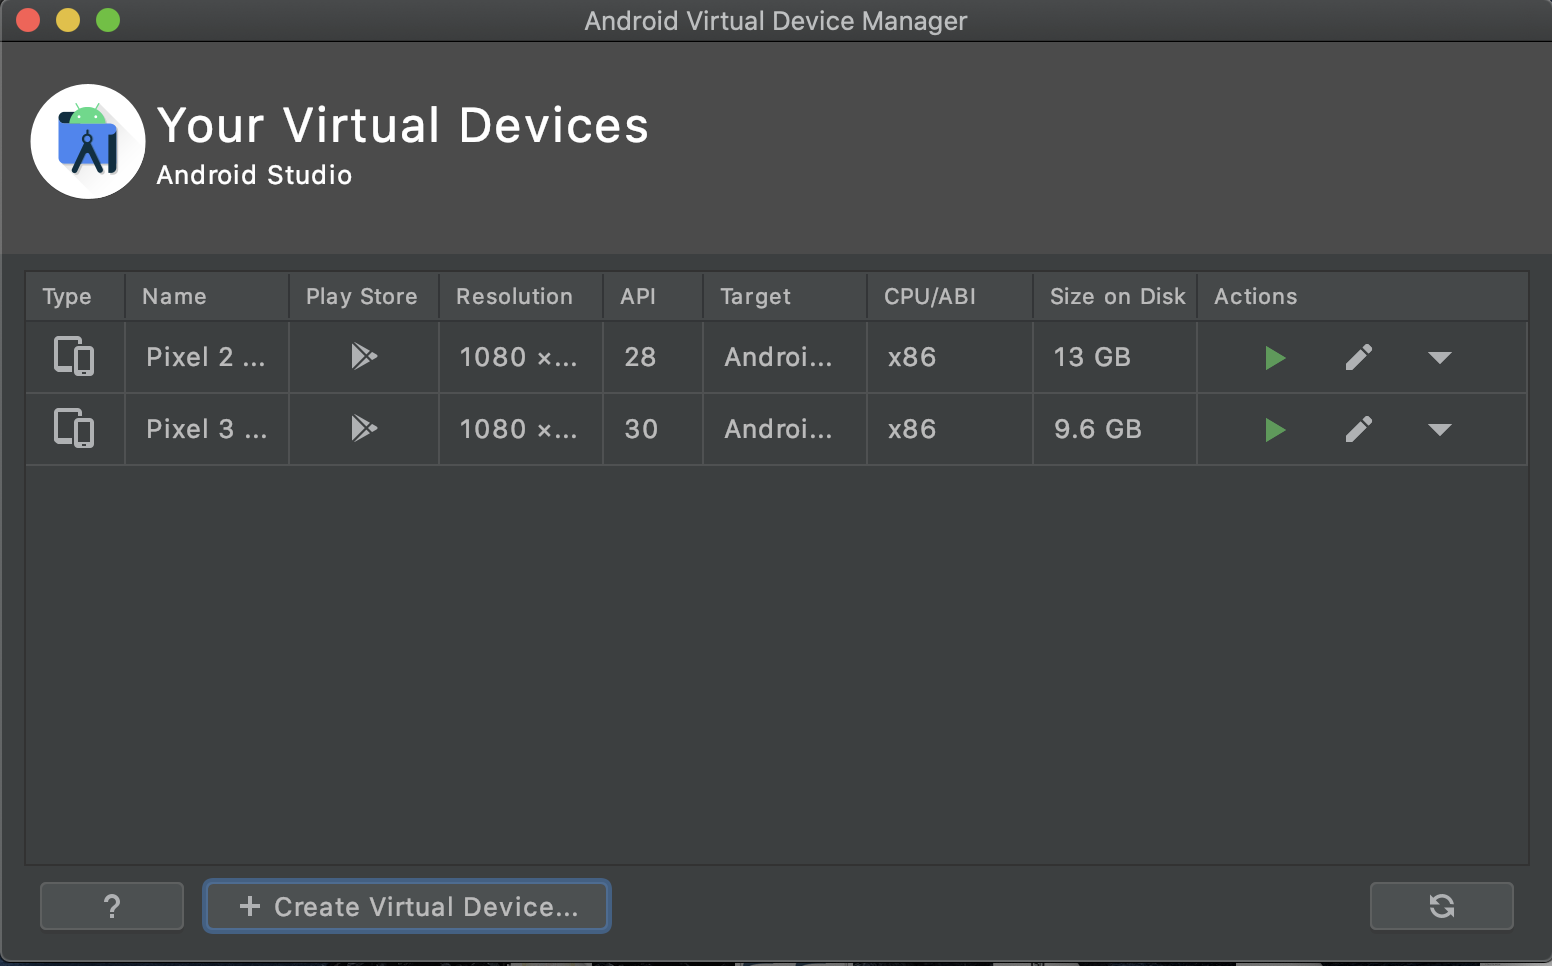 Android Virtual Device Manager
Your Virtual Devices
Android Studio
Type Name Play Store Resolution API Target CPU/ABI Size on Disk Actions
Pixel 2 ... 1080 ×... 28 Androi... x86 13 GB
Pixel 3 ... 1080 ×... 30 Androi... x86 9.6 GB
? + Create Virtual Device...